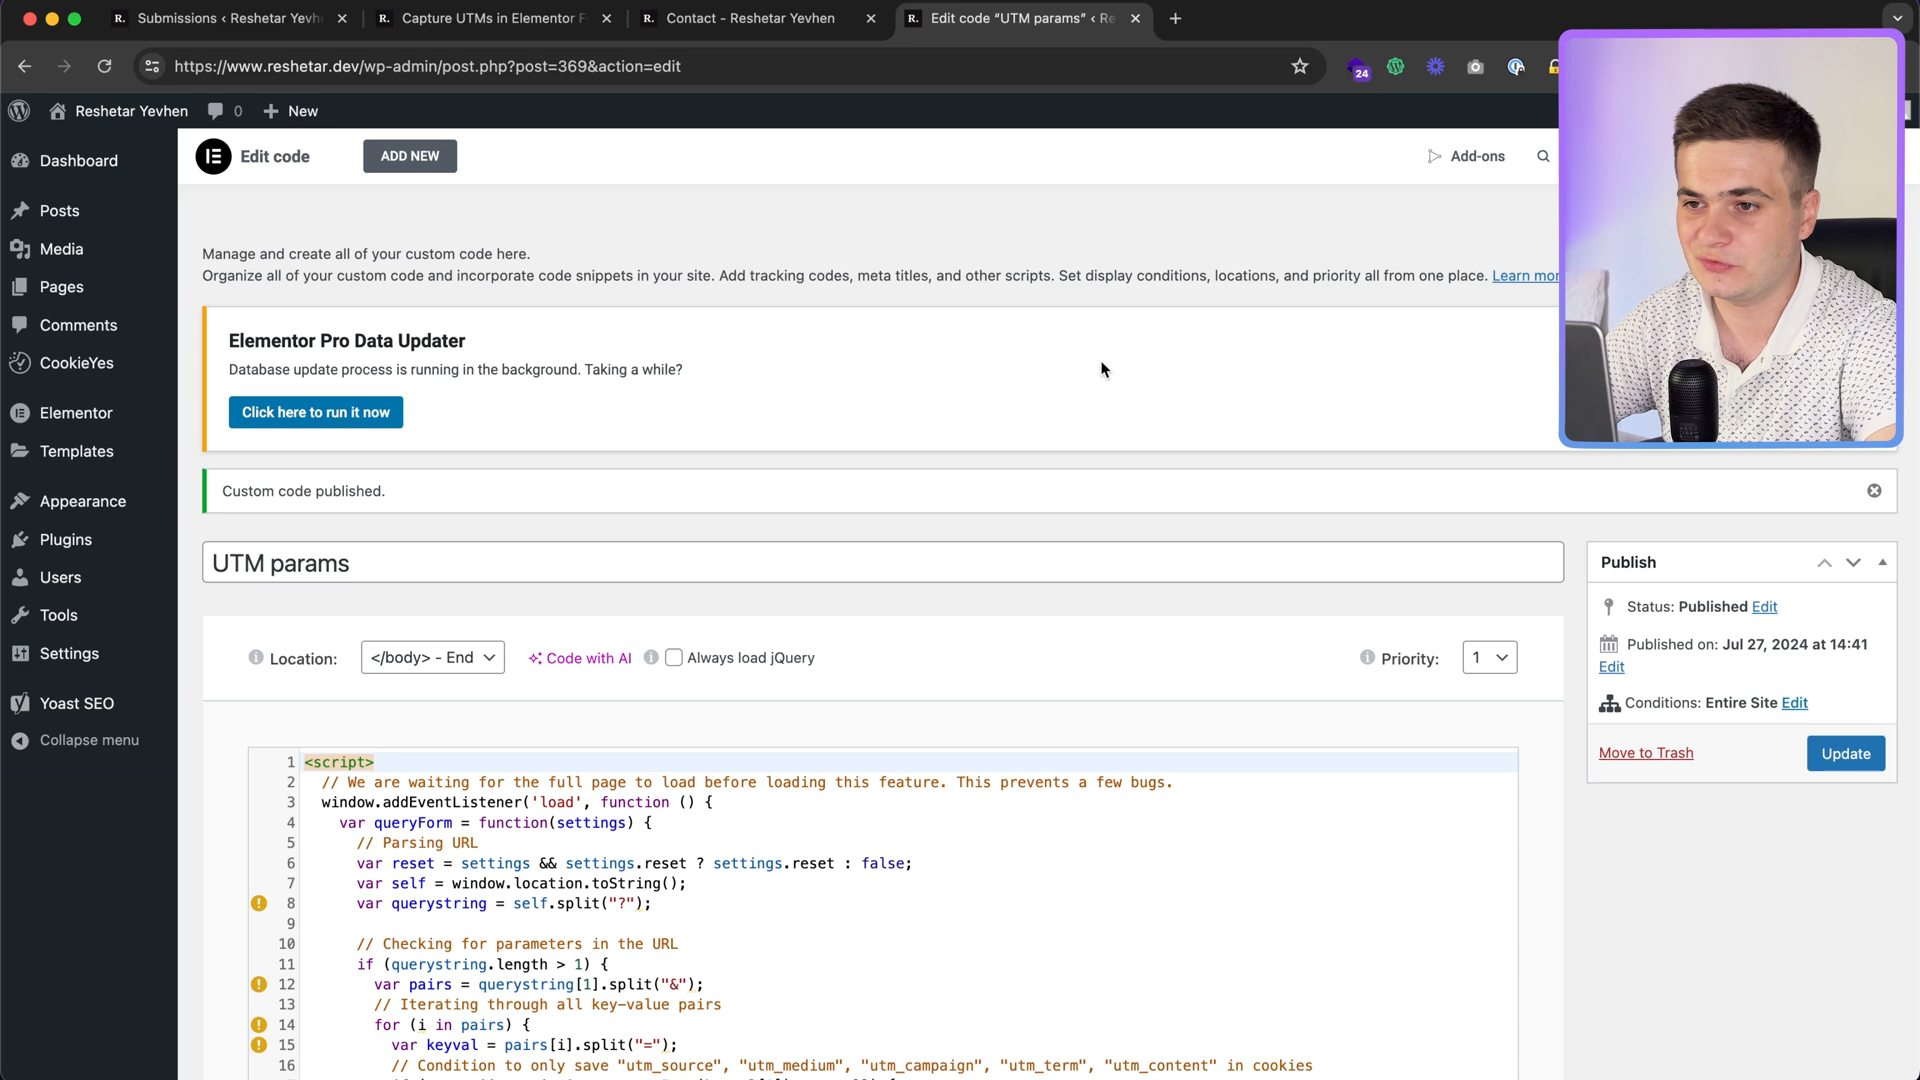 R. Submissions ‹ Reshetar Yevh
R. Capture UTMs in Elementor F
R. Contact - Reshetar Yevhen
R. Edit code “UTM params” ‹ Re
https://www.reshetar.dev/wp-admin/post.php?post=369&action=edit
24
Reshetar Yevhen
0
New
Dashboard
Posts
Media
Pages
Comments
CookieYes
Elementor
Templates
Appearance
Plugins
Users
Tools
Settings
Yoast SEO
Collapse menu
Edit code
ADD NEW
Add-ons
Manage and create all of your custom code here.
Organize all of your custom code and incorporate code snippets in your site. Add tracking codes, meta titles, and other scripts. Set display conditions, locations, and priority all from one place. Learn mor
Elementor Pro Data Updater
Database update process is running in the background. Taking a while?
Click here to run it now
Custom code published.
UTM params
Location:
</body> - End
Code with AI
Always load jQuery
Priority:
1
Publish
Status: Published Edit
Published on: Jul 27, 2024 at 14:41
Edit
Conditions: Entire Site Edit
Move to Trash
Update
1 <script>
2 // We are waiting for the full page to load before loading this feature. This prevents a few bugs.
3 window.addEventListener('load', function () {
4 var queryForm = function(settings) {
5 // Parsing URL
6 var reset = settings && settings.reset ? settings.reset : false;
7 var self = window.location.toString();
8 var querystring = self.split("?");
9
10 // Checking for parameters in the URL
11 if (querystring.length > 1) {
12 var pairs = querystring[1].split("&");
13 // Iterating through all key-value pairs
14 for (i in pairs) {
15 var keyval = pairs[i].split("=");
16 // Condition to only save "utm_source", "utm_medium", "utm_campaign", "utm_term", "utm_content" in cookies